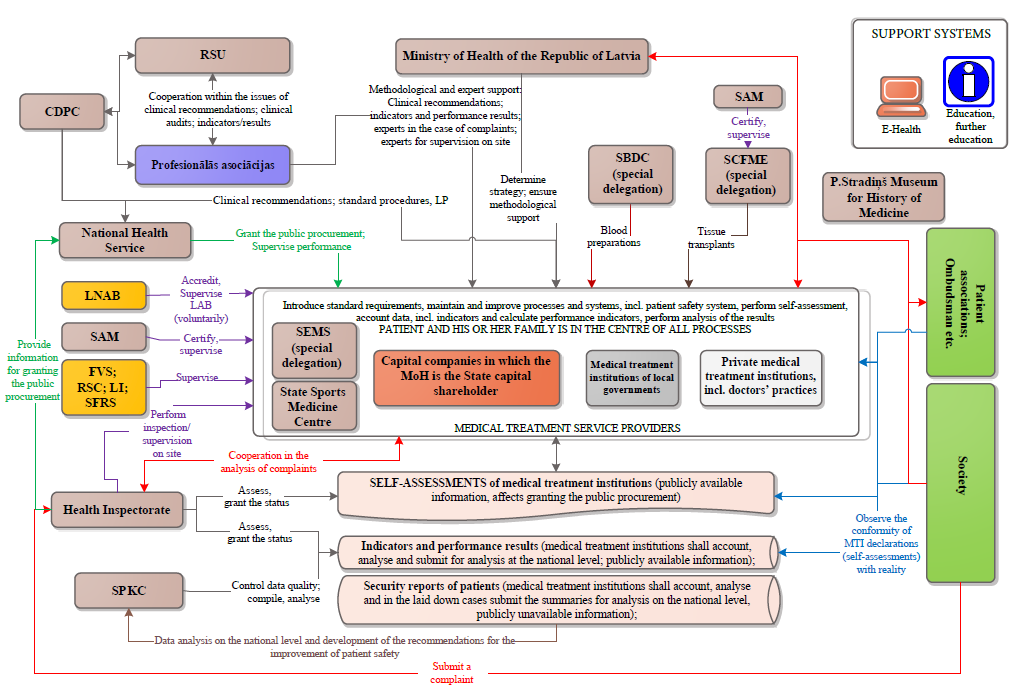 RSU
Ministry of Health of the Republic of Latvia
SUPPORT SYSTEMS
E-Health
Education,
further
education
CDPC
Cooperation within the issues of
clinical recommendations; clinical
audits; indicators/results
Methodological and expert support:
Clinical recommendations;
indicators and performance results;
experts in the case of complaints;
experts for supervision on site
SAM
Certify,
supervise
Profesionālās asociācijas
SBDC
(special
delegation)
SCFME
(special
delegation)
P.Stradiņš Museum
for History of
Medicine
Determine
strategy; ensure
methodological
support
Clinical recommendations; standard procedures, LP
National Health
Service
Grant the public procurement;
Supervise performance
Blood
preparations
Tissue
transplants
Patient
associations;
Ombudsman etc.
LNAB
Accredit,
Supervise
LAB
(voluntarily)
SAM
Certify,
supervise
FVS;
RSC; LI;
SFRS
Supervise
Provide
information
for granting
the public
procurement
Introduce standard requirements, maintain and improve processes and systems, incl. patient safety system, perform self-assessment,
account data, incl. indicators and calculate performance indicators, perform analysis of the results
PATIENT AND HIS OR HER FAMILY IS IN THE CENTRE OF ALL PROCESSES
SEMS
(special
delegation)
State Sports
Medicine
Centre
Capital companies in which the
MoH is the State capital
shareholder
Medical treatment
institutions of local
governments
Private medical
treatment institutions,
incl. doctors’ practices
MEDICAL TREATMENT SERVICE PROVIDERS
Society
Perform
inspection/
supervision
on site
Cooperation in the
analysis of complaints
Health Inspectorate
Assess,
grant the status
Assess,
grant the status
SELF-ASSESSMENTS of medical treatment institutions (publicly available
information, affects granting the public procurement)
Observe the
conformity of
MTI declarations
(self-assessments)
with reality
Indicators and performance results (medical treatment institutions shall account,
analyse and submit for analysis at the national level; publicly available information);
SPKC
Control data quality;
compile, analyse
Security reports of patients (medical treatment institutions shall account, analyse
and in the laid down cases submit the summaries for analysis on the national level,
publicly unavailable information);
Data analysis on the national level and development of the recommendations for the
improvement of patient safety
Submit a
complaint